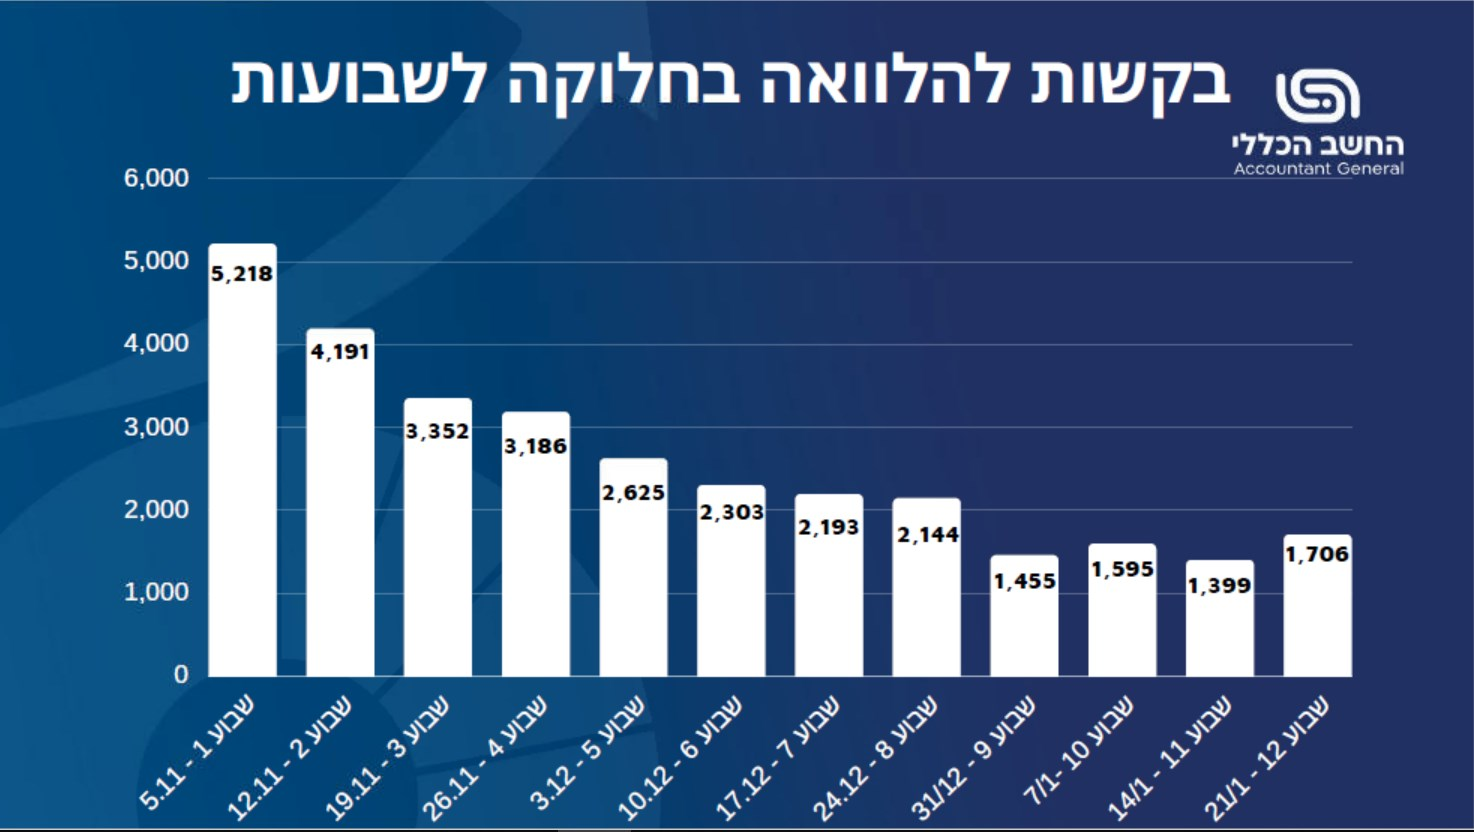 בקשות להלוואה בחלוקה לשבועות
החשב הכללי
Accountant General
6,000
5,000
4,000
3,000
2,000
1,000
0
5,218
4,191
3,352
3,186
2,625
2,303
2,193
2,144
1,455
1,595
1,399
1,706
שבוע 1 - 5.11
שבוע 2 - 12.11
שבוע 3 - 19.11
שבוע 4 - 26.11
שבוע 5 - 3.12
שבוע 6 - 10.12
שבוע 7 - 17.12
שבוע 8 - 24.12
שבוע 9 - 31/12
שבוע 10 -7/1
שבוע 11 - 14/1
שבוע 12 - 21/1